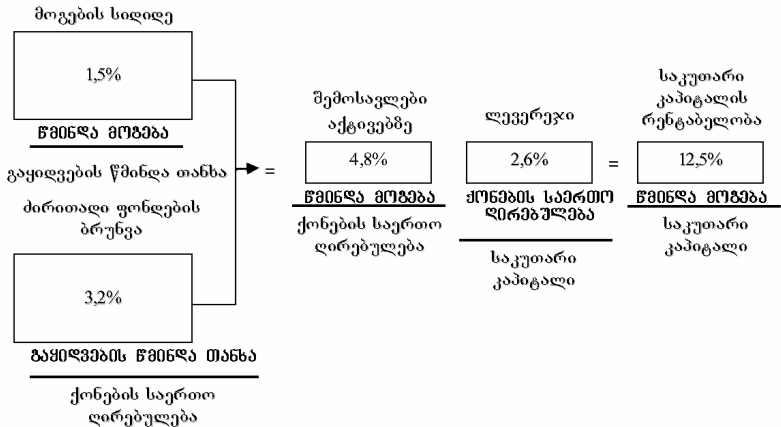 მოგების სიდიდე
1,5%
წმინდა მოგება
გაყიდვების წმინდა თანხა
ძირითადი ფონდების
ბრუნვა
3,2%
გაყიდვების წმინდა თანხა
ქონების საერთო
ღირებულება
=
შემოსავლები
აქტივებზე
4,8%
წმინდა მოგება
ქონების საერთო
ღირებულება
ლევერეჯი
2,6%
ქონების საერთო
ღირებულება
საკუთარი
კაპიტალი
=
საკუთარი
კაპიტალის
რენტაბელობა
12,5%
წმინდა მოგება
საკუთარი
კაპიტალი